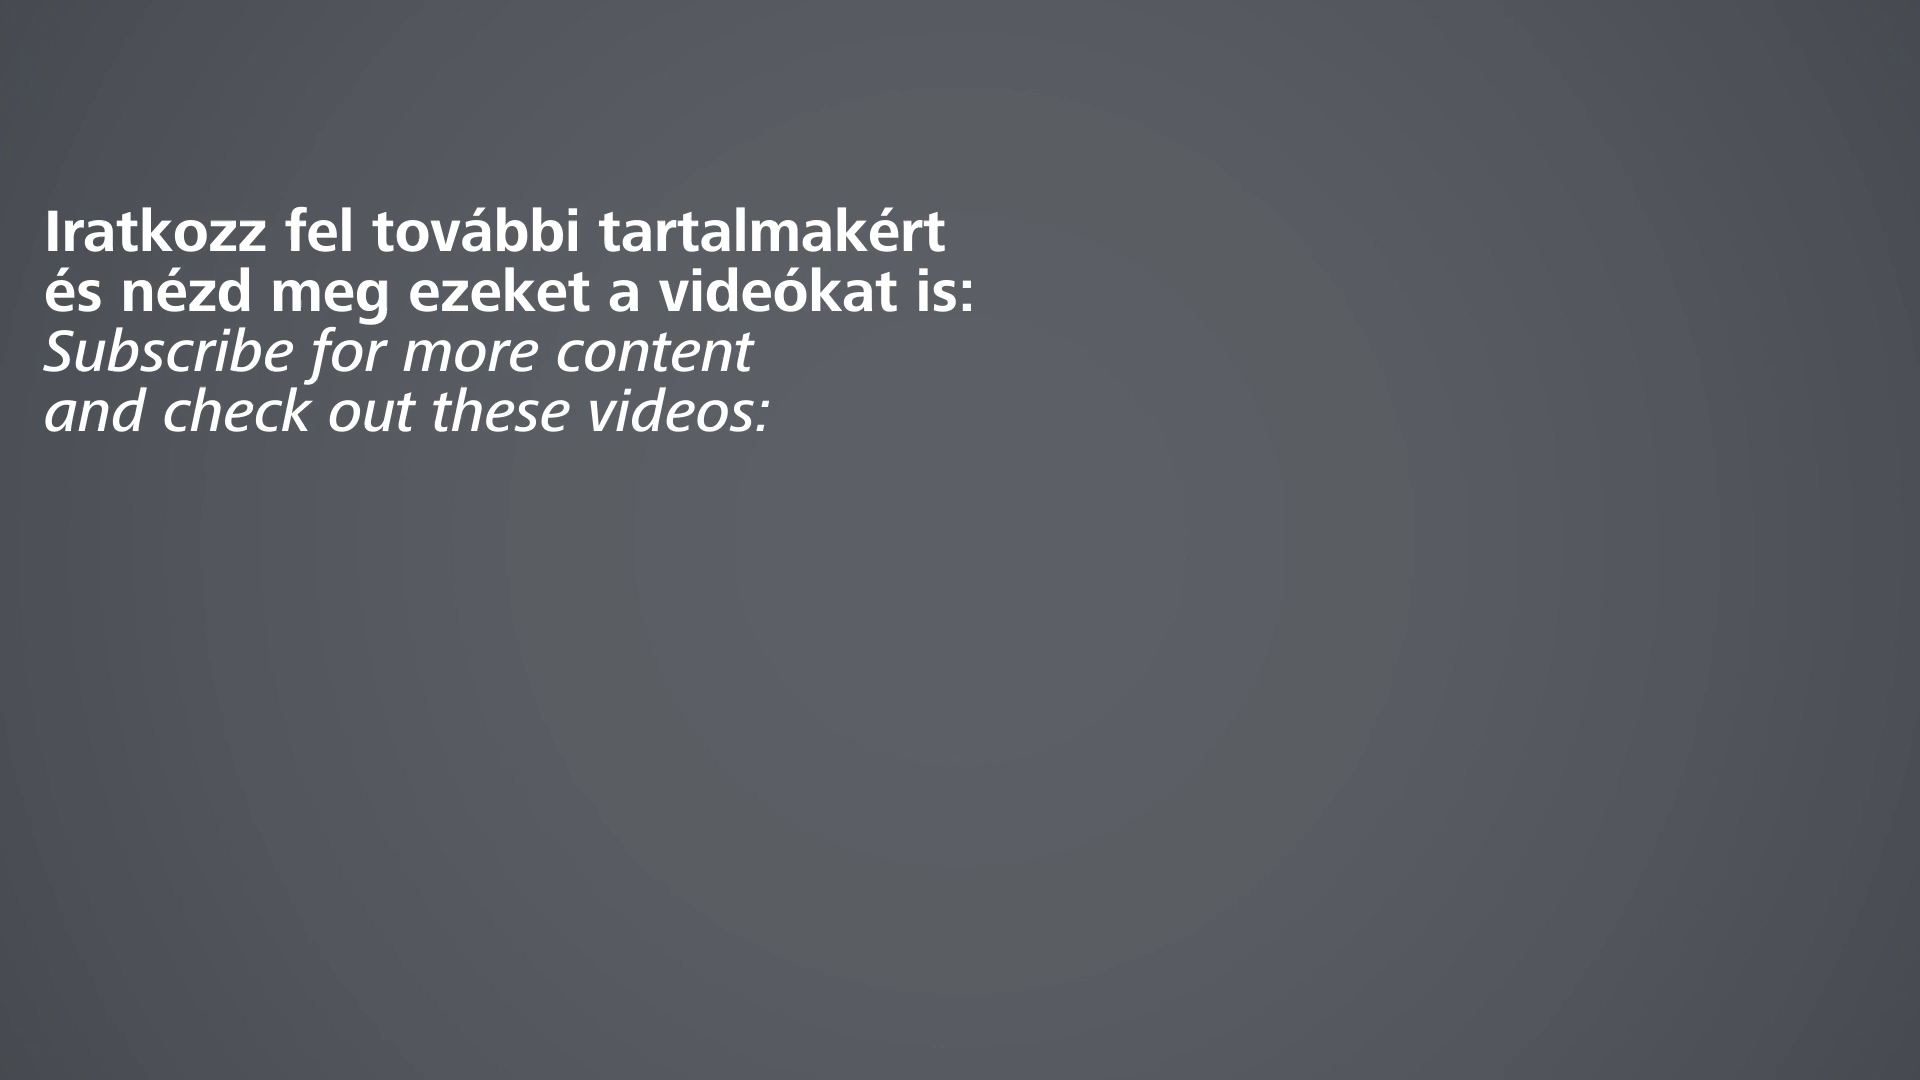 Iratkozz fel további tartalmakért
és nézd meg ezeket a videókat is:
Subscribe for more content
and check out these videos: